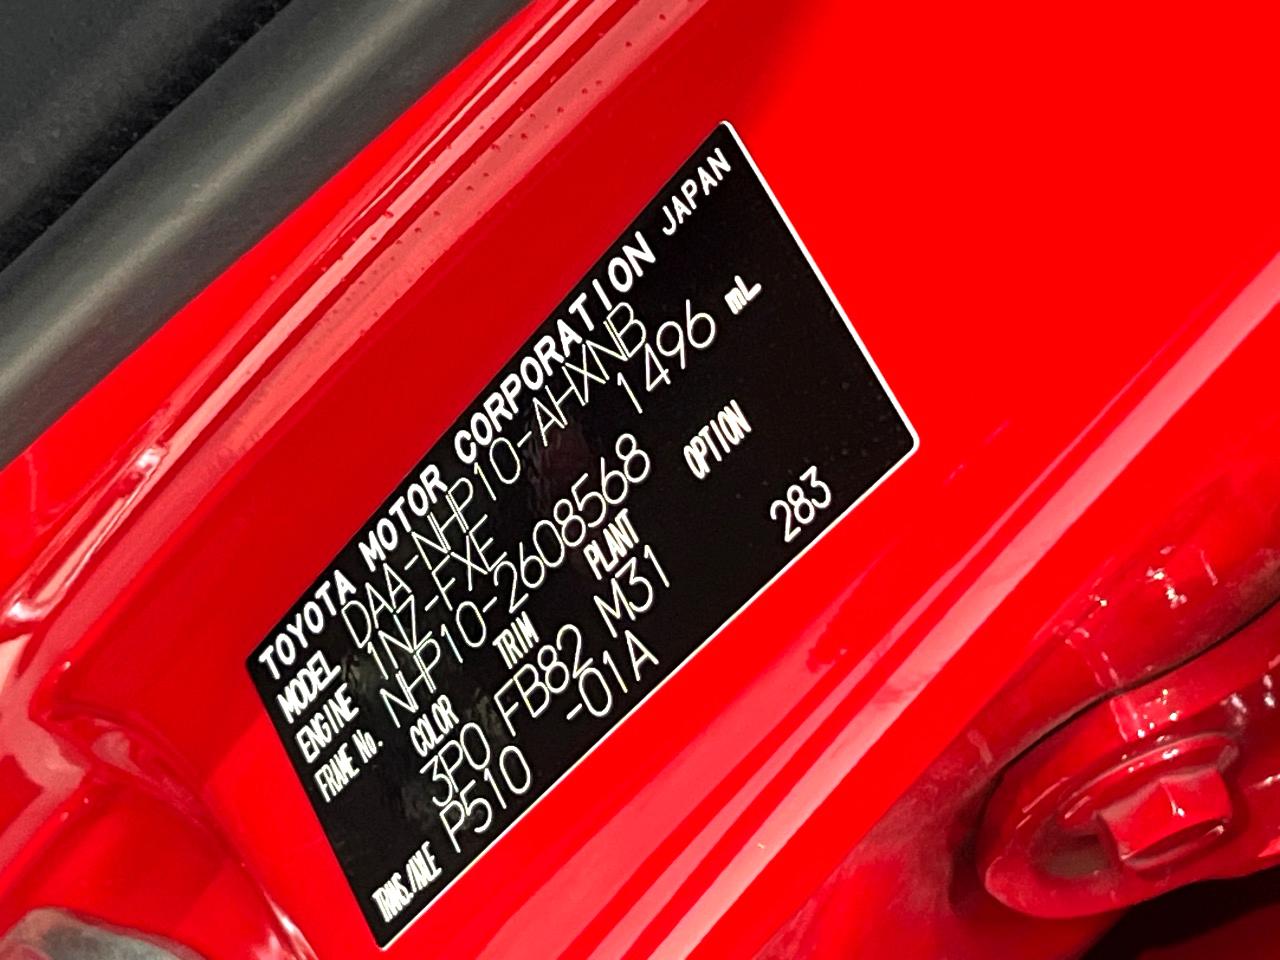 TOYOTA MOTOR CORPORATION JAPAN
MODEL DAA-NHP10-AHXNB
ENGINE 1NZ-FXE 1496 mL
FRAME No. NHP10-2608568
COLOR TRIM PLANT OPTION
3P0 FB82 M31 283
TRANS./AXLE P510 -01A